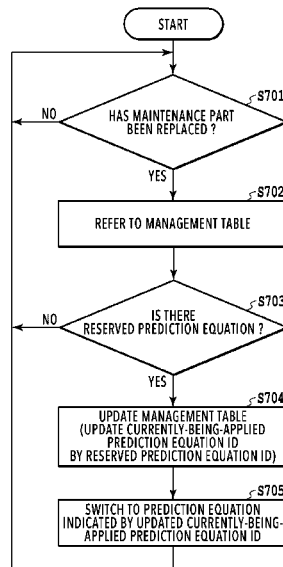 START
S701
HAS MAINTENANCE PART
BEEN REPLACED ?
NO
YES
S702
REFER TO MANAGEMENT TABLE
S703
IS THERE
RESERVED PREDICTION EQUATION ?
NO
YES
S704
UPDATE MANAGEMENT TABLE
(UPDATE CURRENTLY-BEING-APPLIED
PREDICTION EQUATION ID
BY RESERVED PREDICTION EQUATION ID)
S705
SWITCH TO PREDICTION EQUATION
INDICATED BY UPDATED CURRENTLY-BEING-
APPLIED PREDICTION EQUATION ID